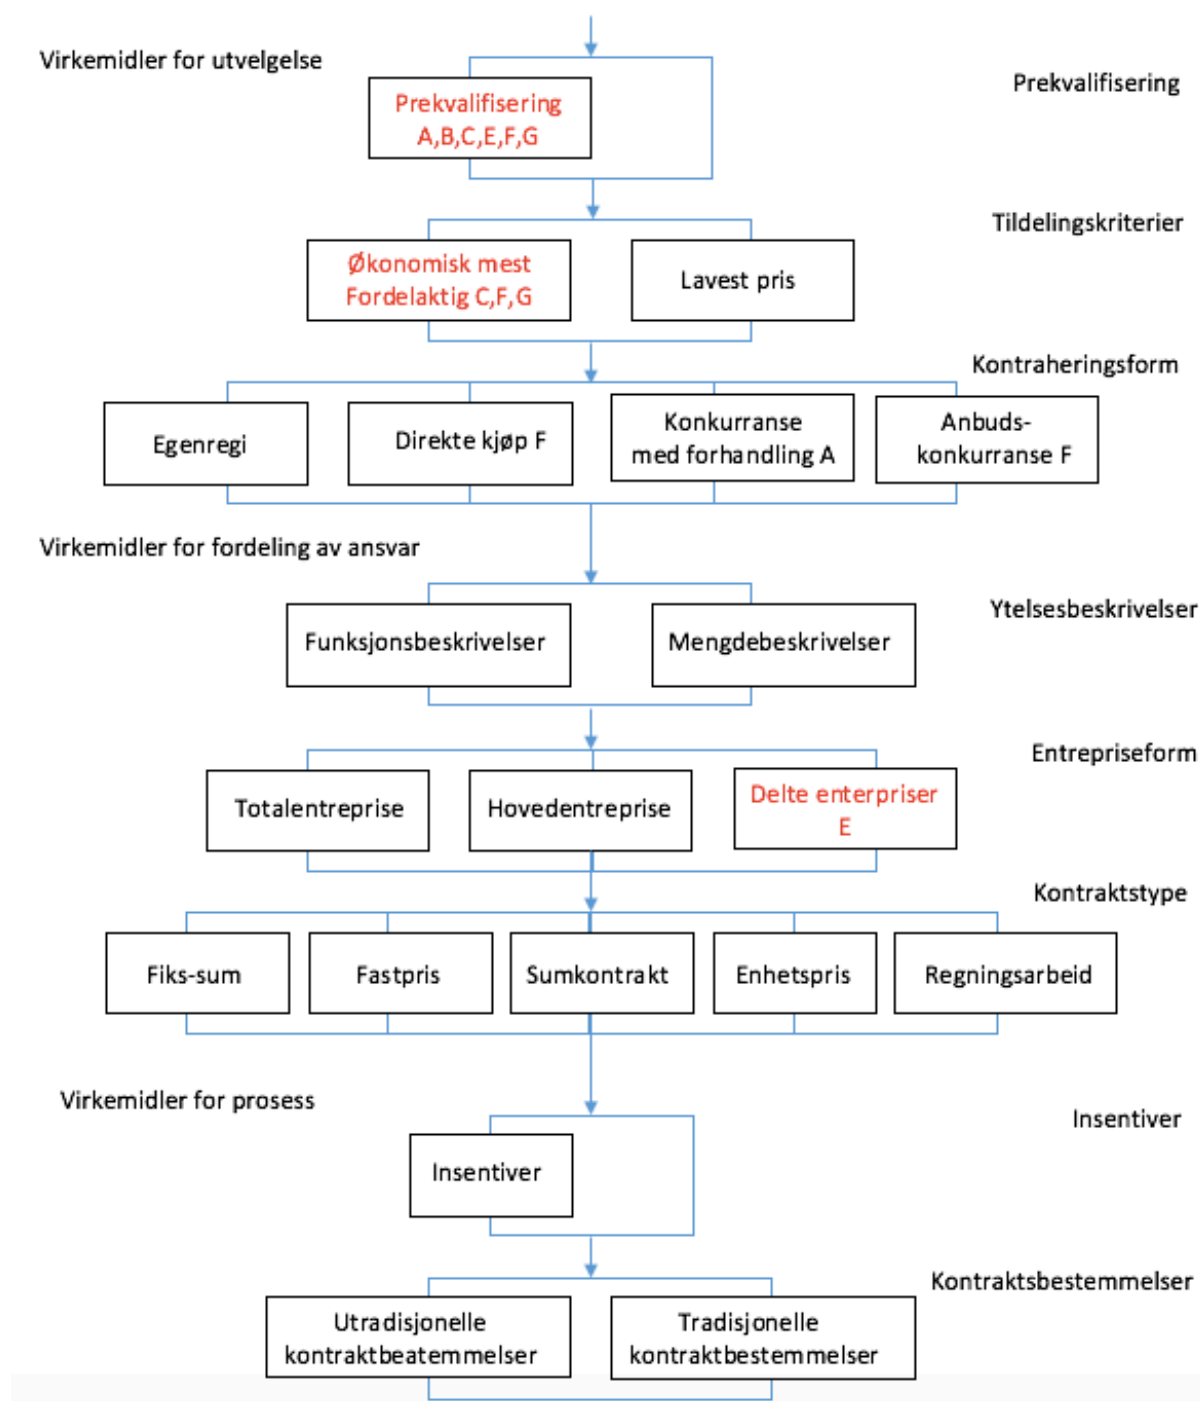 Virkemidler for utvelgelse
Prekvalifisering
Prekvalifisering
A,B,C,E,F,G
Tildelingskriterier
Økonomisk mest
Fordelaktig C,F,G
Lavest pris
Kontraheringsform
Egenregi
Direkte kjøp F
Konkurranse
med forhandling A
Anbuds-
konkurranse F
Virkemidler for fordeling av ansvar
Ytelsesbeskrivelser
Funksjonsbeskrivelser
Mengdebeskrivelser
Entrepriseform
Totalentreprise
Hovedentreprise
Delte enterpriser
E
Kontraktstype
Fiks-sum
Fastpris
Sumkontrakt
Enhetspris
Regningsarbeid
Virkemidler for prosess
Insentiver
Insentiver
Kontraktsbestemmelser
Utradisjonelle
kontraktbeatemmelser
Tradisjonelle
kontraktbestemmelser